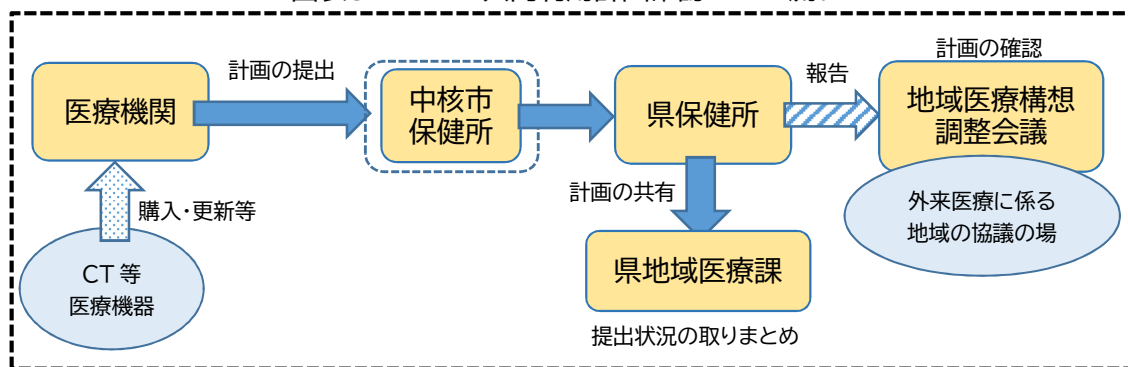 計画の提出
医療機関
中核市
保健所
県保健所
報告
計画の確認
地域医療構想
調整会議
外来医療に係る
地域の協議の場
購入・更新等
CT 等
医療機器
計画の共有
県地域医療課
提出状況の取りまとめ